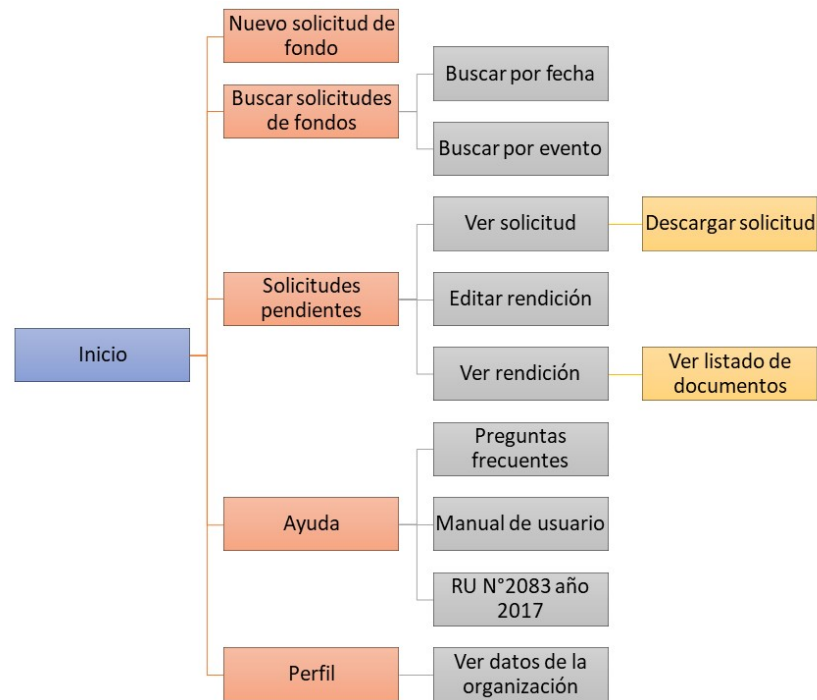 Nuevo solicitud de
fondo
Buscar solicitudes
de fondos
Buscar por fecha
Buscar por evento
Solicitudes
pendientes
Ver solicitud
Descargar solicitud
Editar rendición
Ver rendición
Ver listado de
documentos
Inicio
Ayuda
Preguntas
frecuentes
Manual de usuario
RU N°2083 año
2017
Perfil
Ver datos de la
organización